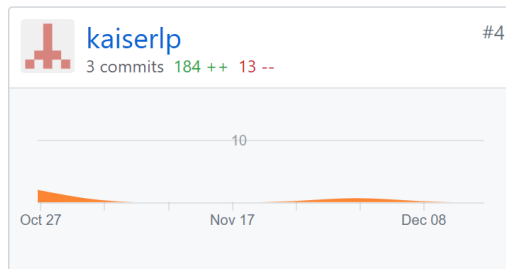 kaiserlp
#4
3 commits 184 ++ 13 --
10
Oct 27 Nov 17 Dec 08